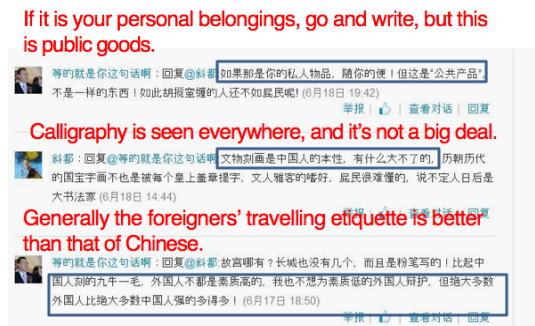 If it is your personal belongings, go and write, but this
is public goods.
等的就是你这句话啊：回复@斜都:如果那是你的私人物品，随你的便！但这是“公共产品”，
不是一样的东西！如此胡搅蛮缠的人还不如屁民呢! (6月18日 19:42)
举报 查看对话 回复
Calligraphy is seen everywhere, and it's not a big deal.
斜都：回复@等的就是你这句话啊:文物刻画是中国人的本性，有什么大不了的，历朝历代
的国宝字画不也是被每个皇上盖章提字，文人雅客的嗜好，屁民很难懂的，说不定人日后是
大书法家 (6月18日 14:44)
举报 查看对话 回复
Generally the foreigners' travelling etiquette is better
than that of Chinese.
等的就是你这句话啊：回复@斜都:故宫哪有？长城也没有几个，而且是粉笔写的！比起中
国人刻的九牛一毛，外国人不都是素质高的，我也不想为素质低的外国人辩护，但绝大多数
外国人比绝大多数中国人强的多得多！ (6月17日 18:50)
举报 查看对话 回复